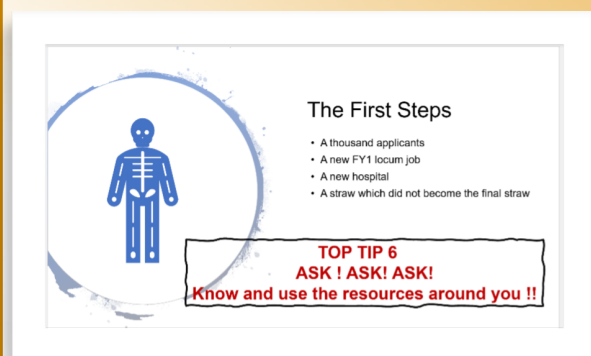 The First Steps
• A thousand applicants
• A new FY1 locum job
• A new hospital
• A straw which did not become the final straw
TOP TIP 6
ASK ! ASK! ASK!
Know and use the resources around you !!